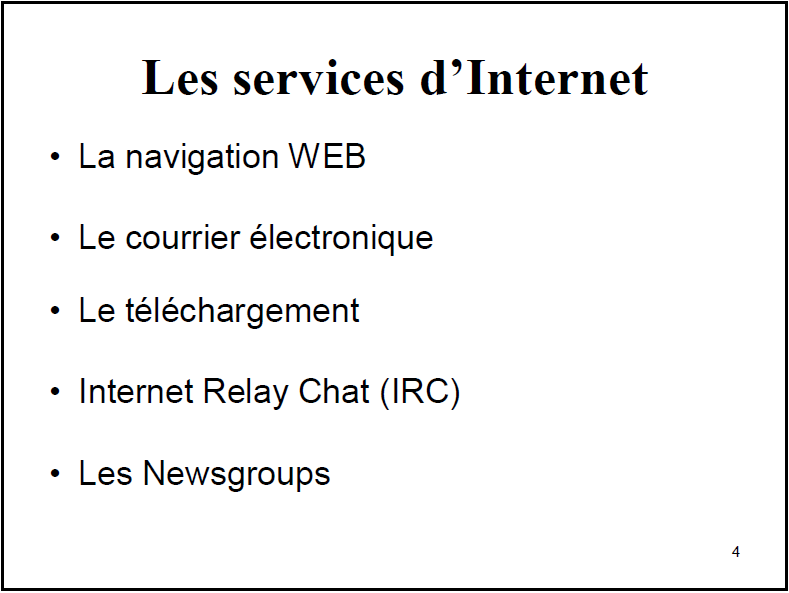 Les services d’Internet
• La navigation WEB
• Le courrier électronique
• Le téléchargement
• Internet Relay Chat (IRC)
• Les Newsgroups
4